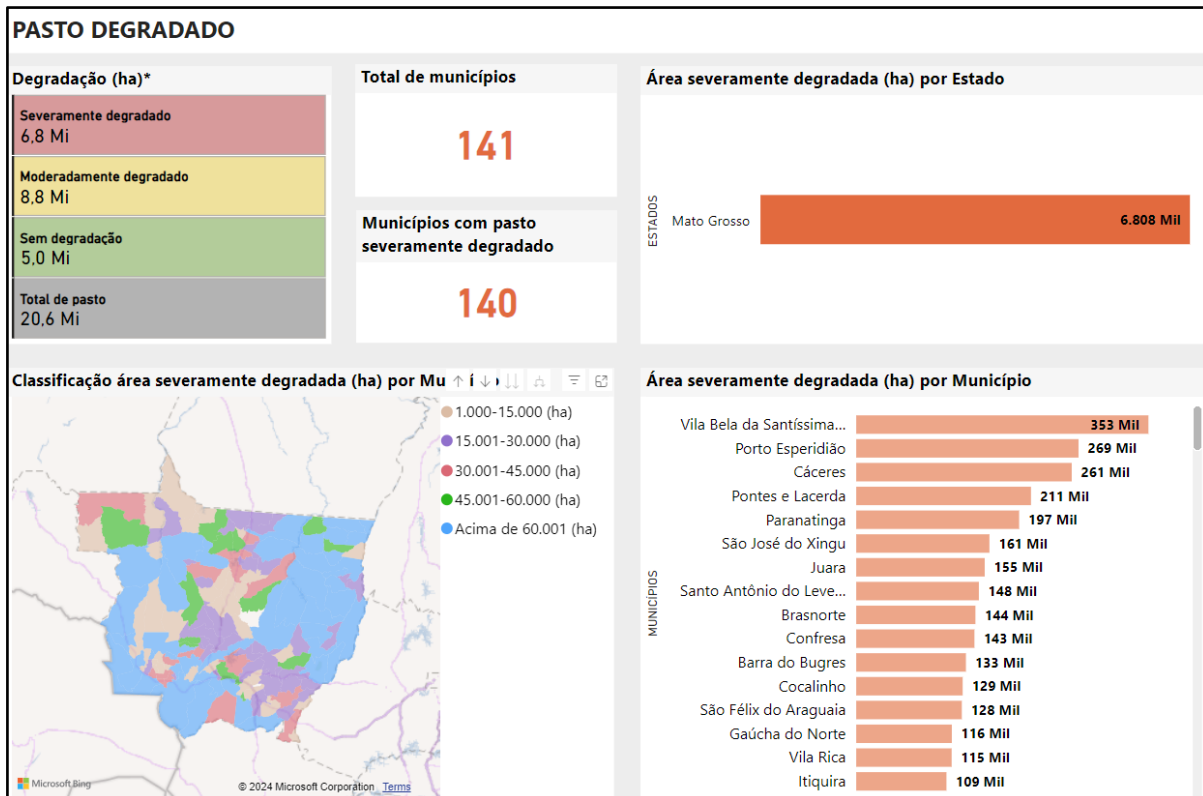 PASTO DEGRADADO
Degradação (ha)*
Severamente degradado
6,8 Mi
Moderadamente degradado
8,8 Mi
Sem degradação
5,0 Mi
Total de pasto
20,6 Mi
Total de municípios
141
Municípios com pasto
severamente degradado
140
Área severamente degradada (ha) por Estado
ESTADOS
Mato Grosso
6.808 Mil
Classificação área severamente degradada (ha) por Mu
1.000-15.000 (ha)
15.001-30.000 (ha)
30.001-45.000 (ha)
45.001-60.000 (ha)
Acima de 60.001 (ha)
Microsoft Bing
© 2024 Microsoft Corporation Terms
Área severamente degradada (ha) por Município
MUNICÍPIOS
Vila Bela da Santíssima... 353 Mil
Porto Esperidião 269 Mil
Cáceres 261 Mil
Pontes e Lacerda 211 Mil
Paranatinga 197 Mil
São José do Xingu 161 Mil
Juara 155 Mil
Santo Antônio do Leve... 148 Mil
Brasnorte 144 Mil
Confresa 143 Mil
Barra do Bugres 133 Mil
Cocalinho 129 Mil
São Félix do Araguaia 128 Mil
Gaúcha do Norte 116 Mil
Vila Rica 115 Mil
Itiquira 109 Mil